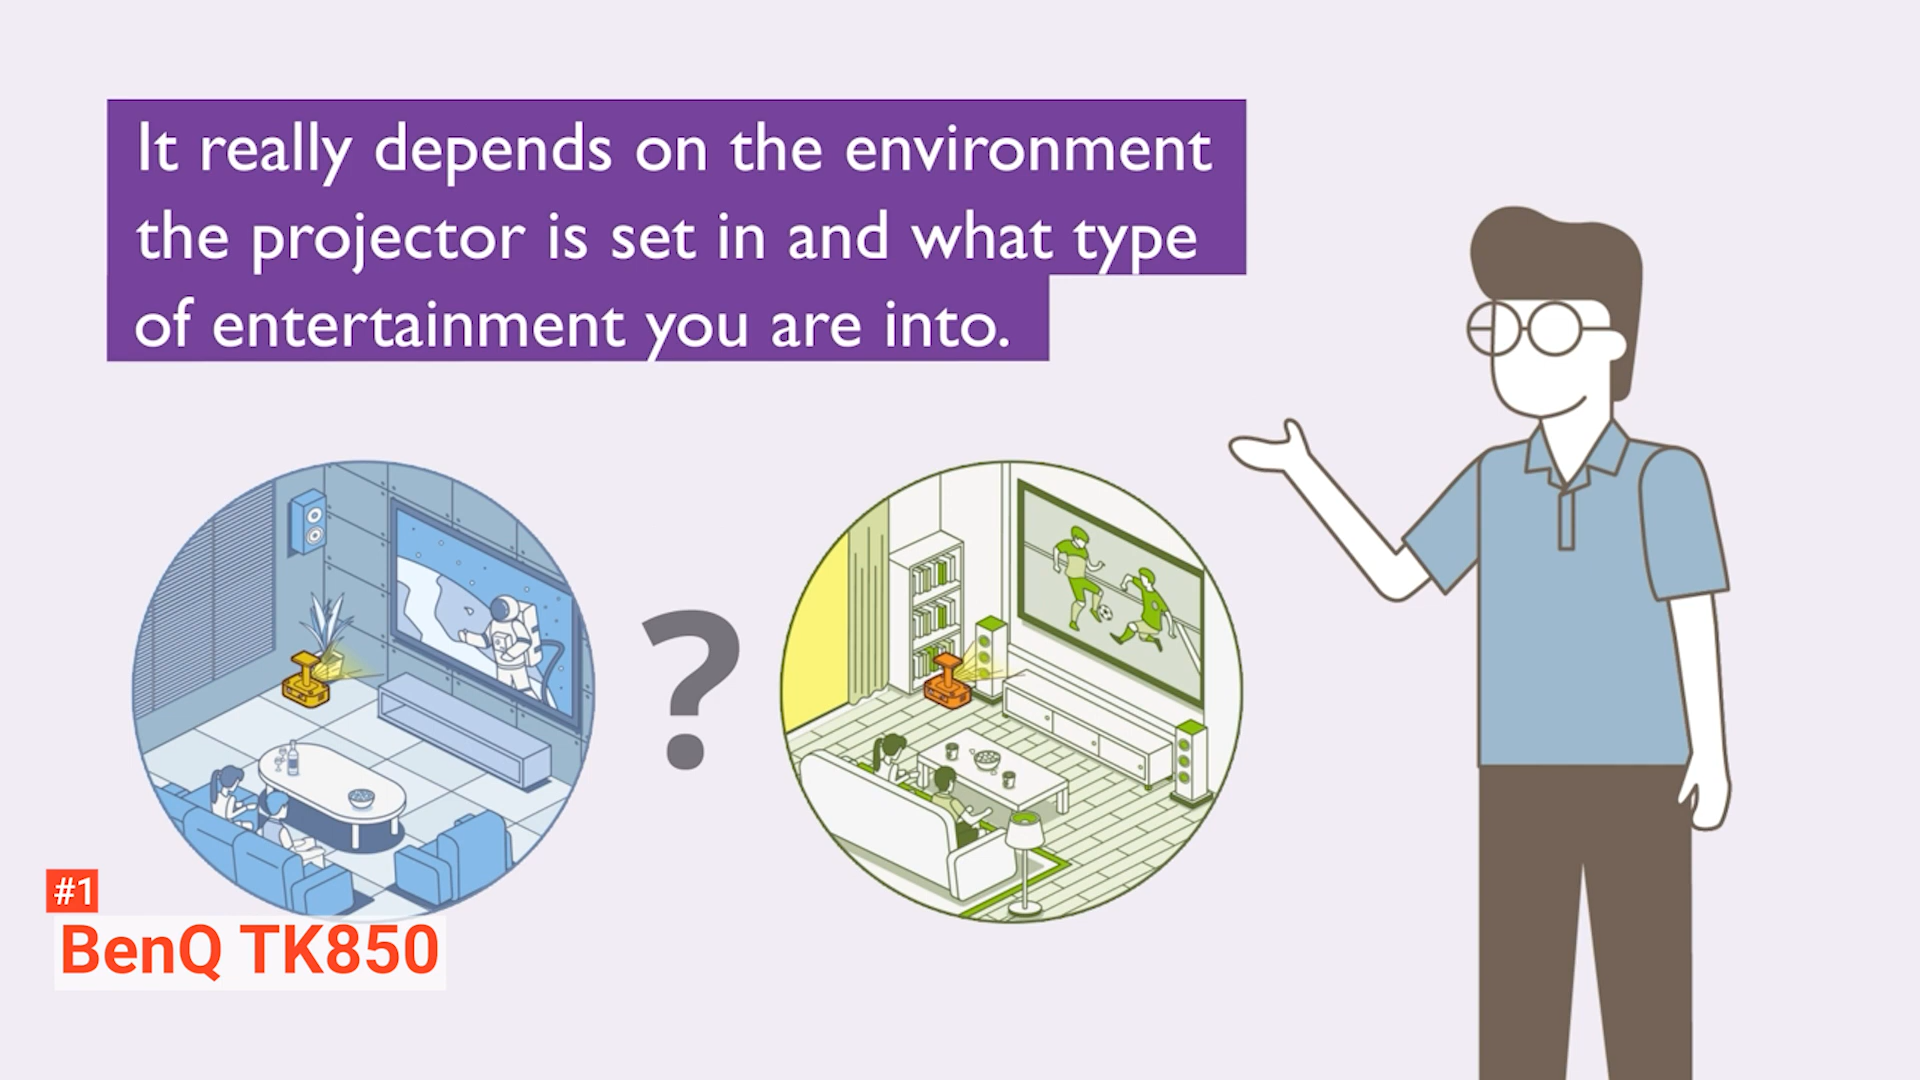 It really depends on the environment
the projector is set in and what type
of entertainment you are into.
?
#1
BenQ TK850